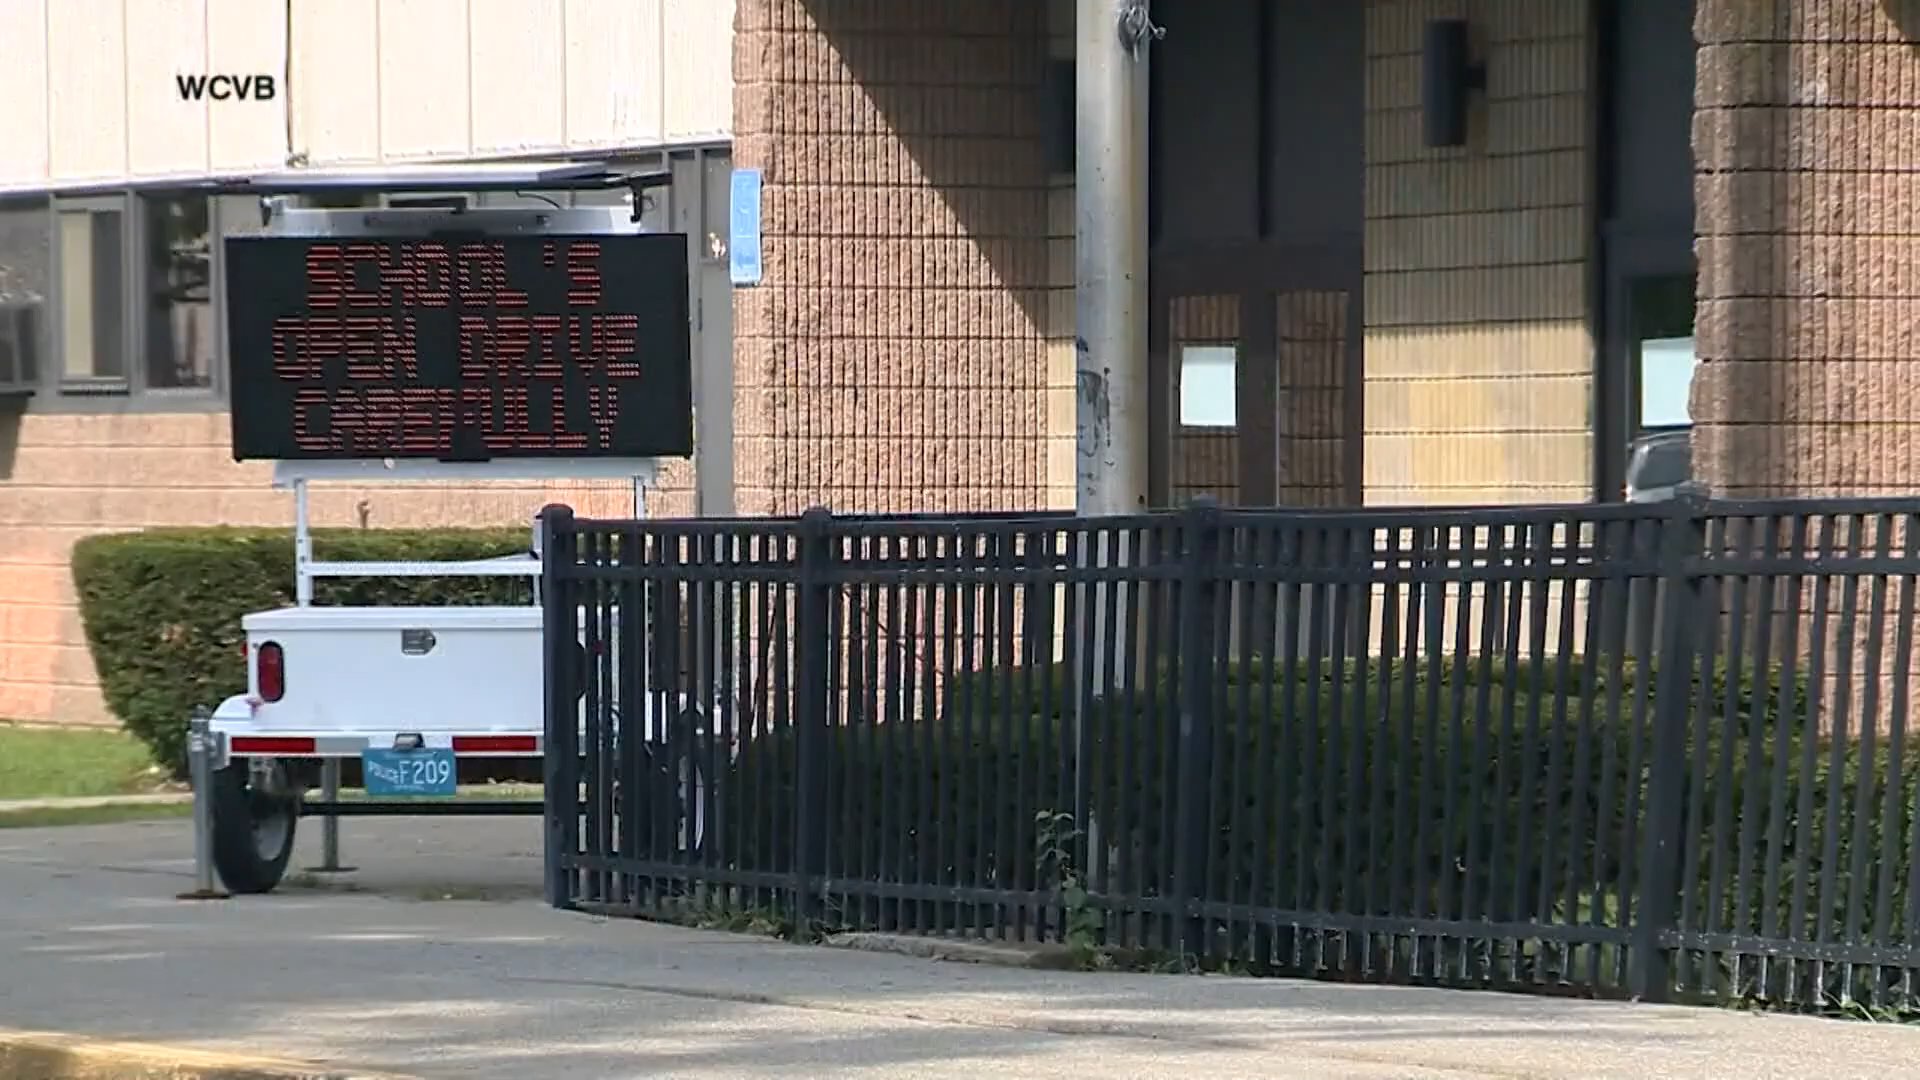 WCVB
SCHOOL'S
OPEN DRIVE
CAREFULLY
POLICE F209